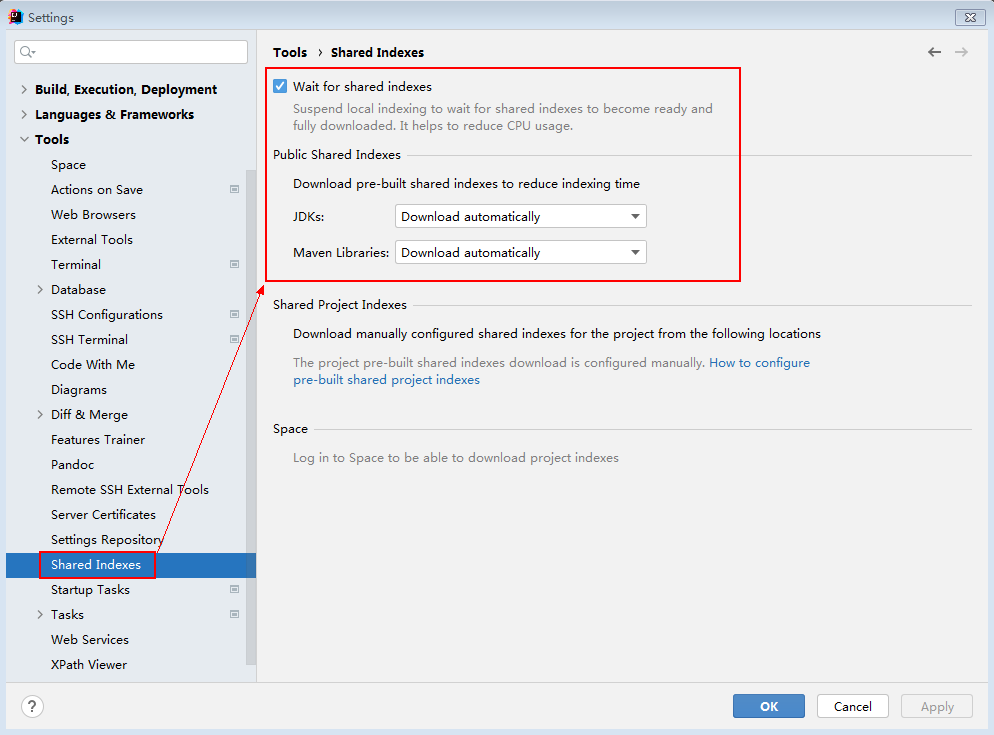 Settings
Build, Execution, Deployment
Languages & Frameworks
Tools
Space
Actions on Save
Web Browsers
External Tools
Terminal
Database
SSH Configurations
SSH Terminal
Code With Me
Diagrams
Diff & Merge
Features Trainer
Pandoc
Remote SSH External Tools
Server Certificates
Settings Repository
Shared Indexes
Startup Tasks
Tasks
Web Services
XPath Viewer
Tools › Shared Indexes
Wait for shared indexes
Suspend local indexing to wait for shared indexes to become ready and
fully downloaded. It helps to reduce CPU usage.
Public Shared Indexes
Download pre-built shared indexes to reduce indexing time
JDKs: Download automatically
Maven Libraries: Download automatically
Shared Project Indexes
Download manually configured shared indexes for the project from the following locations
The project pre-built shared indexes download is configured manually. How to configure
pre-built shared project indexes
Space
Log in to Space to be able to download project indexes
?
OK
Cancel
Apply